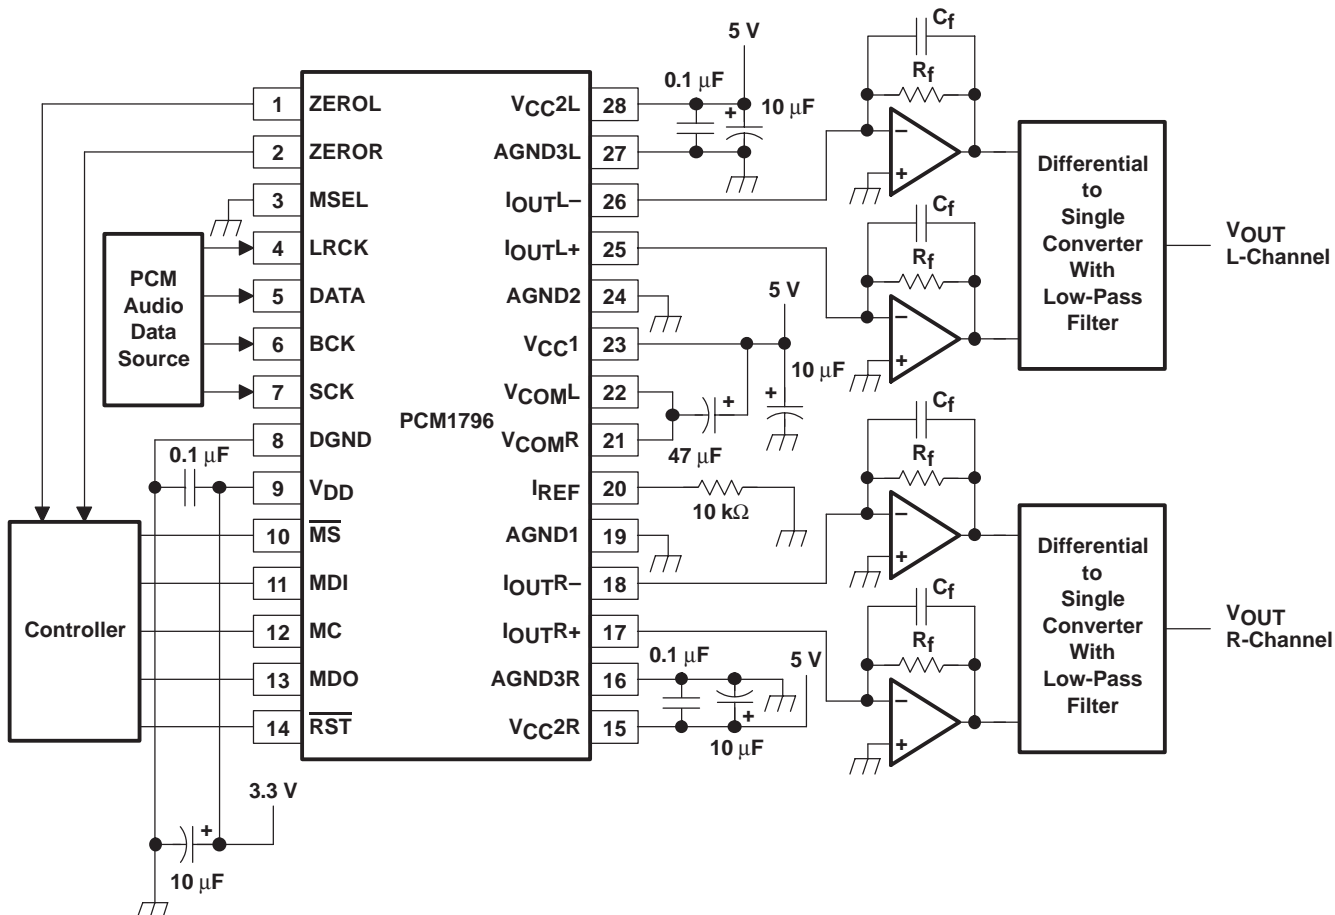 PCM1796
1 ZEROL
2 ZEROR
3 MSEL
4 LRCK
5 DATA
6 BCK
7 SCK
8 DGND
9 VDD
10 MS
11 MDI
12 MC
13 MDO
14 RST
VCC2L 28
AGND3L 27
IOUTL– 26
IOUTL+ 25
AGND2 24
VCC1 23
VCOML 22
VCOMR 21
IREF 20
AGND1 19
IOUTR– 18
IOUTR+ 17
AGND3R 16
VCC2R 15
PCM
Audio
Data
Source
Controller
0.1 μF
3.3 V
+
10 μF
5 V
0.1 μF
+
10 μF
5 V
10 μF
+
+
47 μF
10 kΩ
0.1 μF
5 V
+
10 μF
Cf
Rf
–
+
Cf
Rf
–
+
Cf
Rf
–
+
Cf
Rf
–
+
Differential
to
Single
Converter
With
Low-Pass
Filter
VOUT
L-Channel
Differential
to
Single
Converter
With
Low-Pass
Filter
VOUT
R-Channel